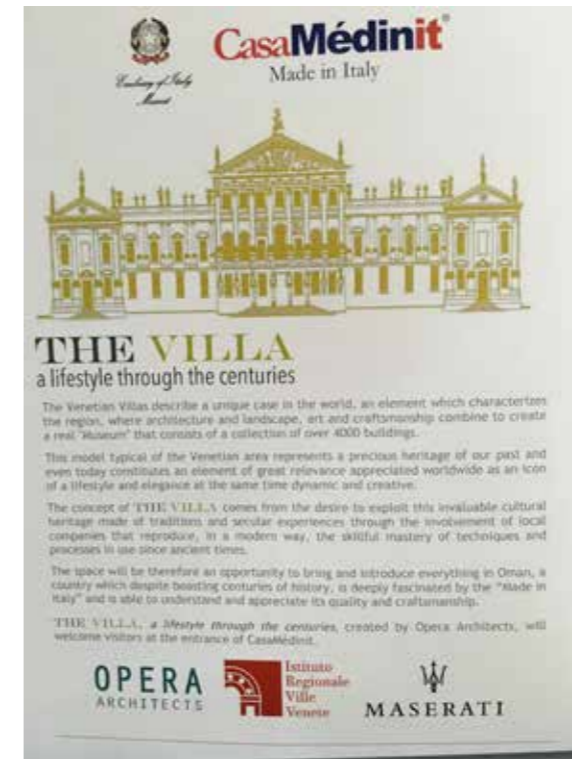 CasaMédinit®
Made in Italy
Embassy of Italy
Muscat
THE VILLA
a lifestyle through the centuries
The Venetian Villas describe a unique case in the world, an element which characterizes
the region, where architecture and landscape, art and craftsmanship combine to create
a real "Museum" that consists of a collection of over 4000 buildings.
This model typical of the Venetian area represents a precious heritage of our past and
even today constitutes an element of great relevance appreciated worldwide as an icon
of a lifestyle and elegance at the same time dynamic and creative.
The concept of THE VILLA comes from the desire to exploit this invaluable cultural
heritage made of traditions and secular experiences through the involvement of local
companies that reproduce, in a modern way, the skillful mastery of techniques and
processes in use since ancient times.
The space will be therefore an opportunity to bring and introduce everything in Oman, a
country which despite boasting centuries of history, is deeply fascinated by the "Made in
Italy" and is able to understand and appreciate its quality and craftsmanship.
THE VILLA, a lifestyle through the centuries, created by Opera Architects, will
welcome visitors at the entrance of CasaMédinit.
OPERA
ARCHITECTS
Istituto
Regionale
Ville
Venete
MASERATI